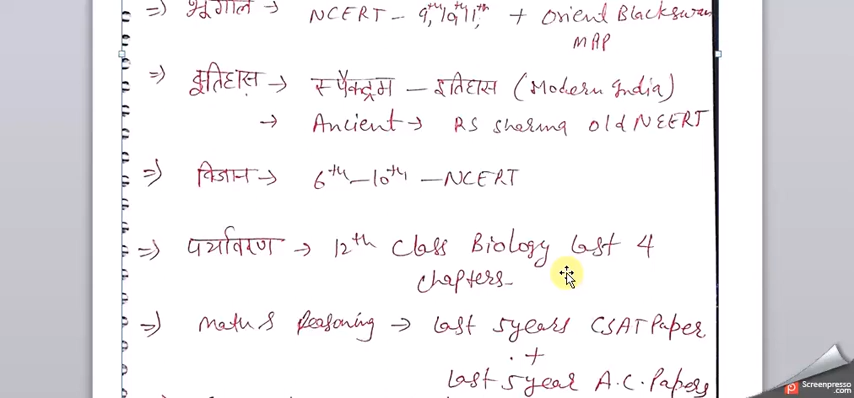 ⇒ भूगोल → NCERT - 9th, 10th, 11th, + Orient Blackswan
MAP
⇒ इतिहास → स्पैक्ट्रम - इतिहास (Modern India)
→ Ancient → RS Sharma Old NCERT
⇒ विज्ञान → 6th - 10th - NCERT
⇒ पर्यावरण → 12th Class Biology Last 4
Chapters-
⇒ Maths Reasoning → Last 5 years CSAT Paper
+
Last 5 year A.C. Papers
Screenpresso
.com